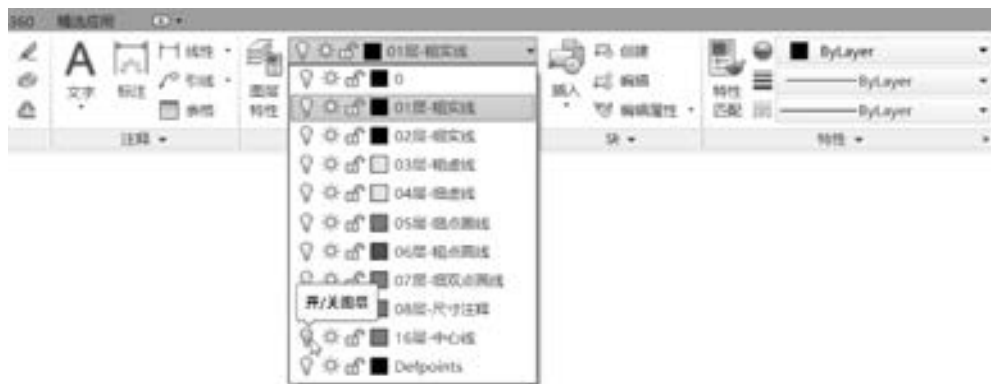 360 精选应用
文字
标注
线性
引线
表格
注释
图层
特性
01层-粗实线
0
01层-粗实线
02层-细实线
03层-粗虚线
04层-细虚线
05层-细点画线
06层-粗点画线
07层-细双点画线
08层-尺寸注释
16层-中心线
Defpoints
开/关图层
插入
创建
编辑
编辑属性
块
特性
匹配
ByLayer
ByLayer
ByLayer
特性